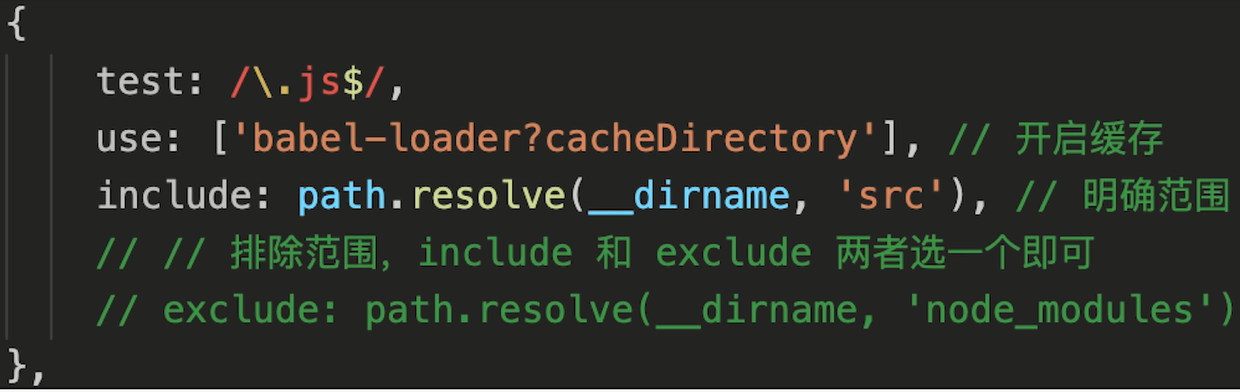 {
test: /\.js$/,
use: ['babel-loader?cacheDirectory'], // 开启缓存
include: path.resolve(__dirname, 'src'), // 明确范围
// // 排除范围，include 和 exclude 两者选一个即可
// exclude: path.resolve(__dirname, 'node_modules')
},